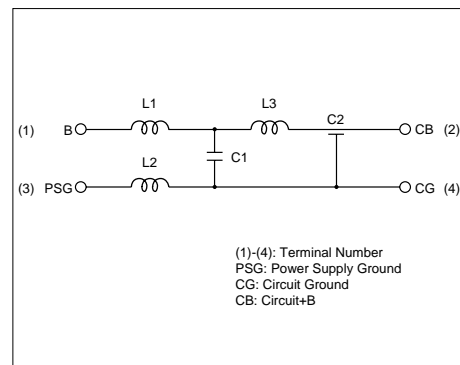 L1 L3 C2
(1) B CB (2)
C1
L2
(3) PSG CG (4)
(1)-(4): Terminal Number
PSG: Power Supply Ground
CG: Circuit Ground
CB: Circuit+B